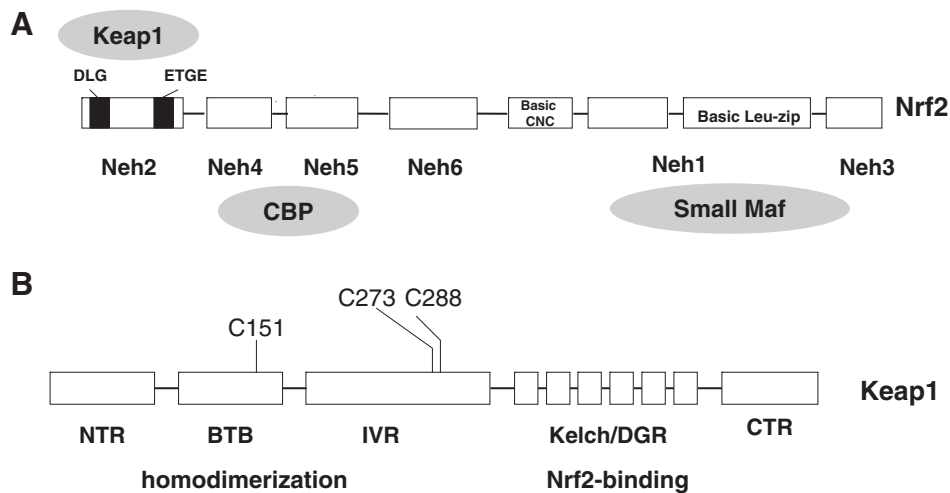 A
Keap1
DLG ETGE
Basic
CNC
Basic Leu-zip
Nrf2
Neh2 Neh4 Neh5 Neh6 Neh1 Neh3
CBP Small Maf
B
C273 C288
C151
Keap1
NTR BTB IVR Kelch/DGR CTR
homodimerization Nrf2-binding